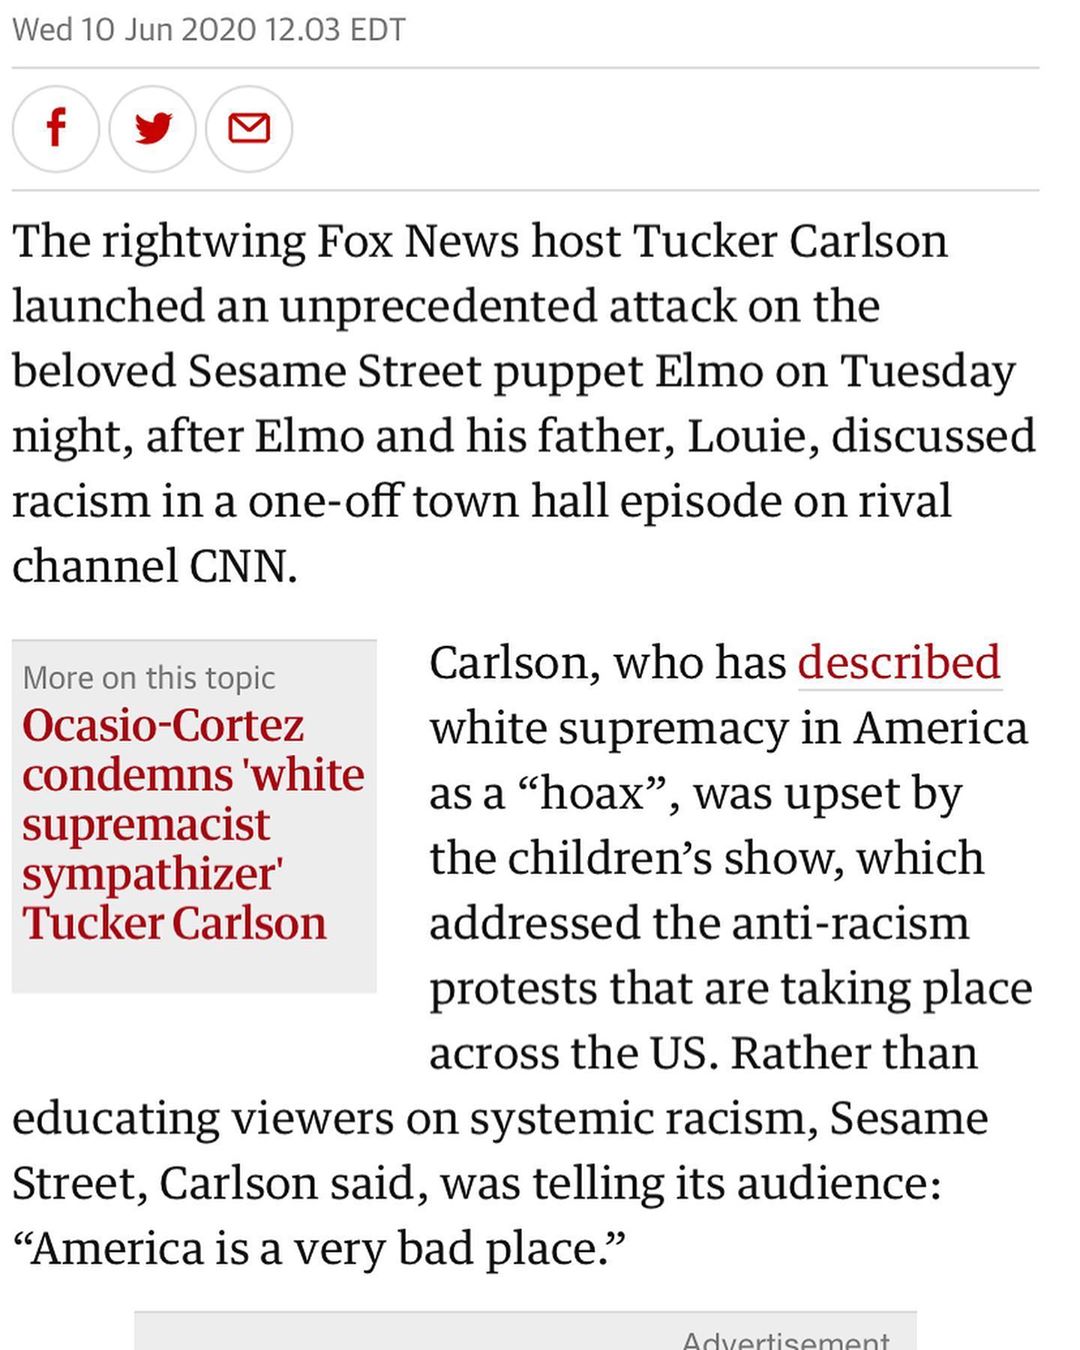 Wed 10 Jun 2020 12.03 EDT
The rightwing Fox News host Tucker Carlson
launched an unprecedented attack on the
beloved Sesame Street puppet Elmo on Tuesday
night, after Elmo and his father, Louie, discussed
racism in a one-off town hall episode on rival
channel CNN.
More on this topic
Ocasio-Cortez
condemns 'white
supremacist
sympathizer'
Tucker Carlson
Carlson, who has described
white supremacy in America
as a “hoax”, was upset by
the children’s show, which
addressed the anti-racism
protests that are taking place
across the US. Rather than
educating viewers on systemic racism, Sesame
Street, Carlson said, was telling its audience:
“America is a very bad place.”
Advertisement